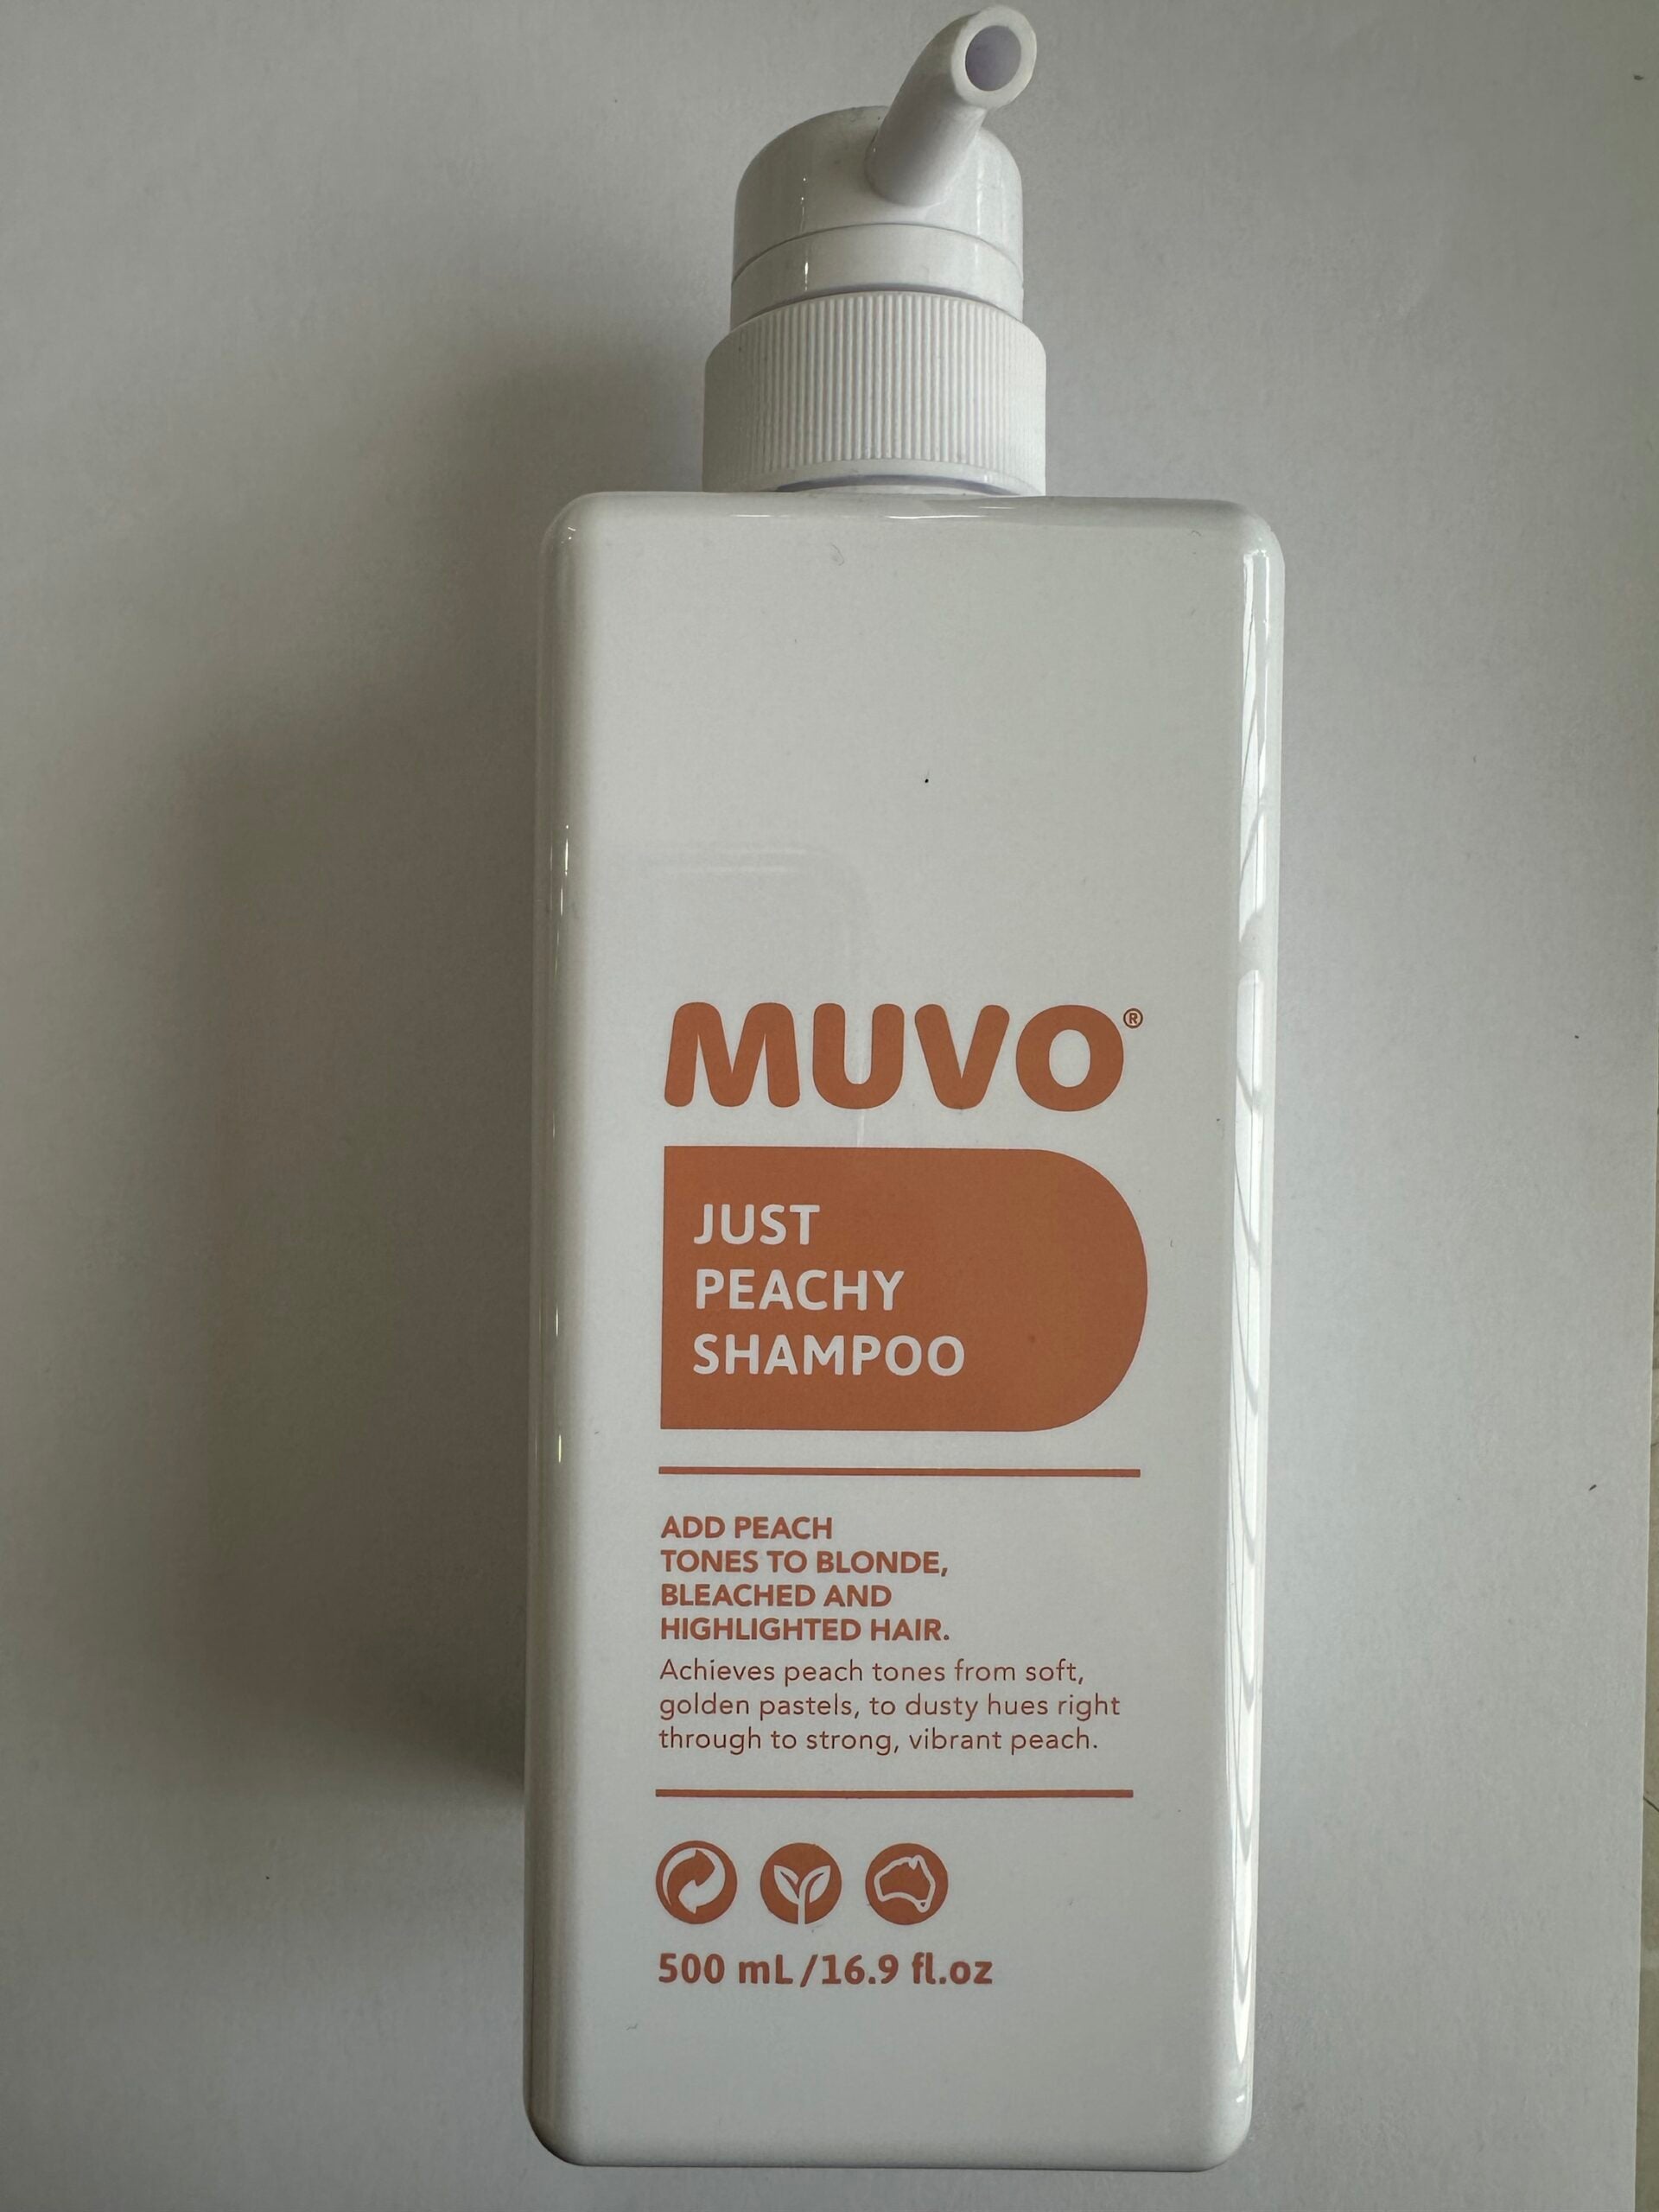 MUVO®
JUST
PEACHY
SHAMPOO
ADD PEACH
TONES TO BLONDE,
BLEACHED AND
HIGHLIGHTED HAIR.
Achieves peach tones from soft,
golden pastels, to dusty hues right
through to strong, vibrant peach.
500 mL/16.9 fl.oz